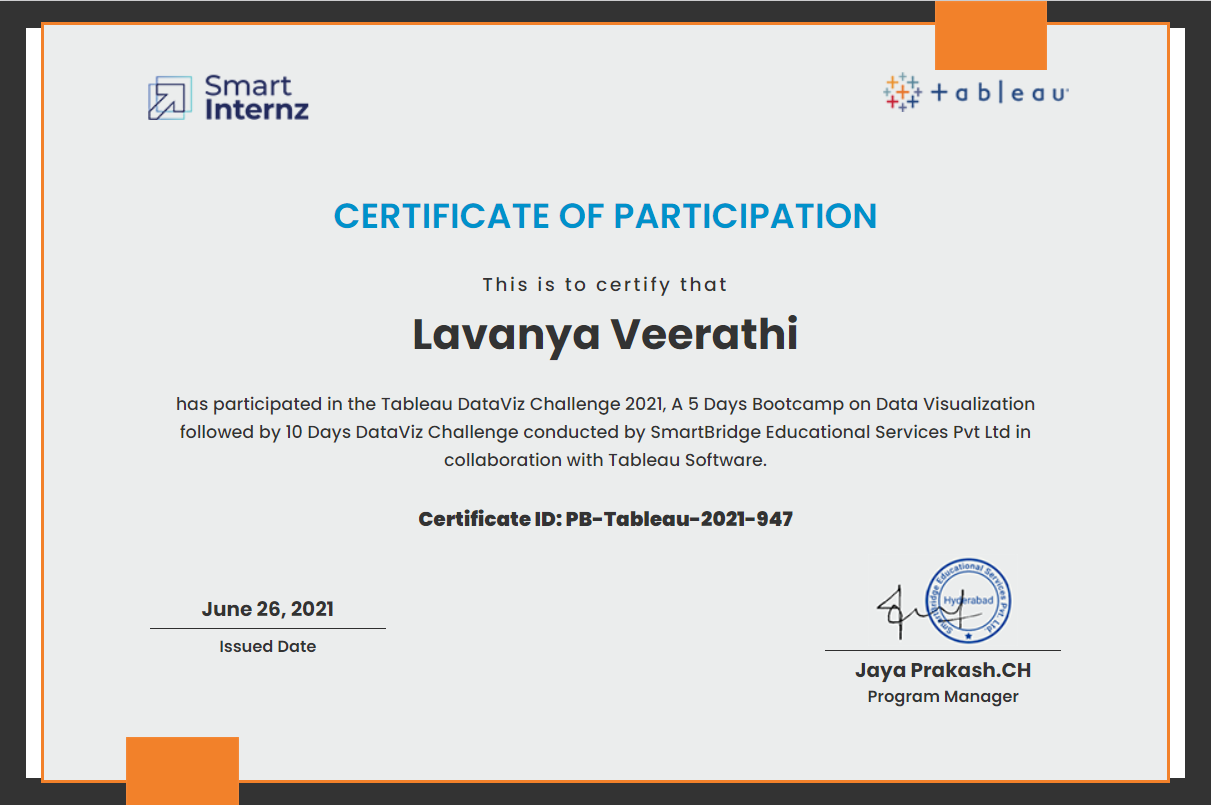 Smart
Internz
+ableau
CERTIFICATE OF PARTICIPATION
This is to certify that
Lavanya Veerathi
has participated in the Tableau DataViz Challenge 2021, A 5 Days Bootcamp on Data Visualization
followed by 10 Days DataViz Challenge conducted by SmartBridge Educational Services Pvt Ltd in
collaboration with Tableau Software.
Certificate ID: PB-Tableau-2021-947
June 26, 2021
Issued Date
Smartbridge Educational Services Pvt. Ltd.
Hyderabad
Jaya Prakash.CH
Program Manager